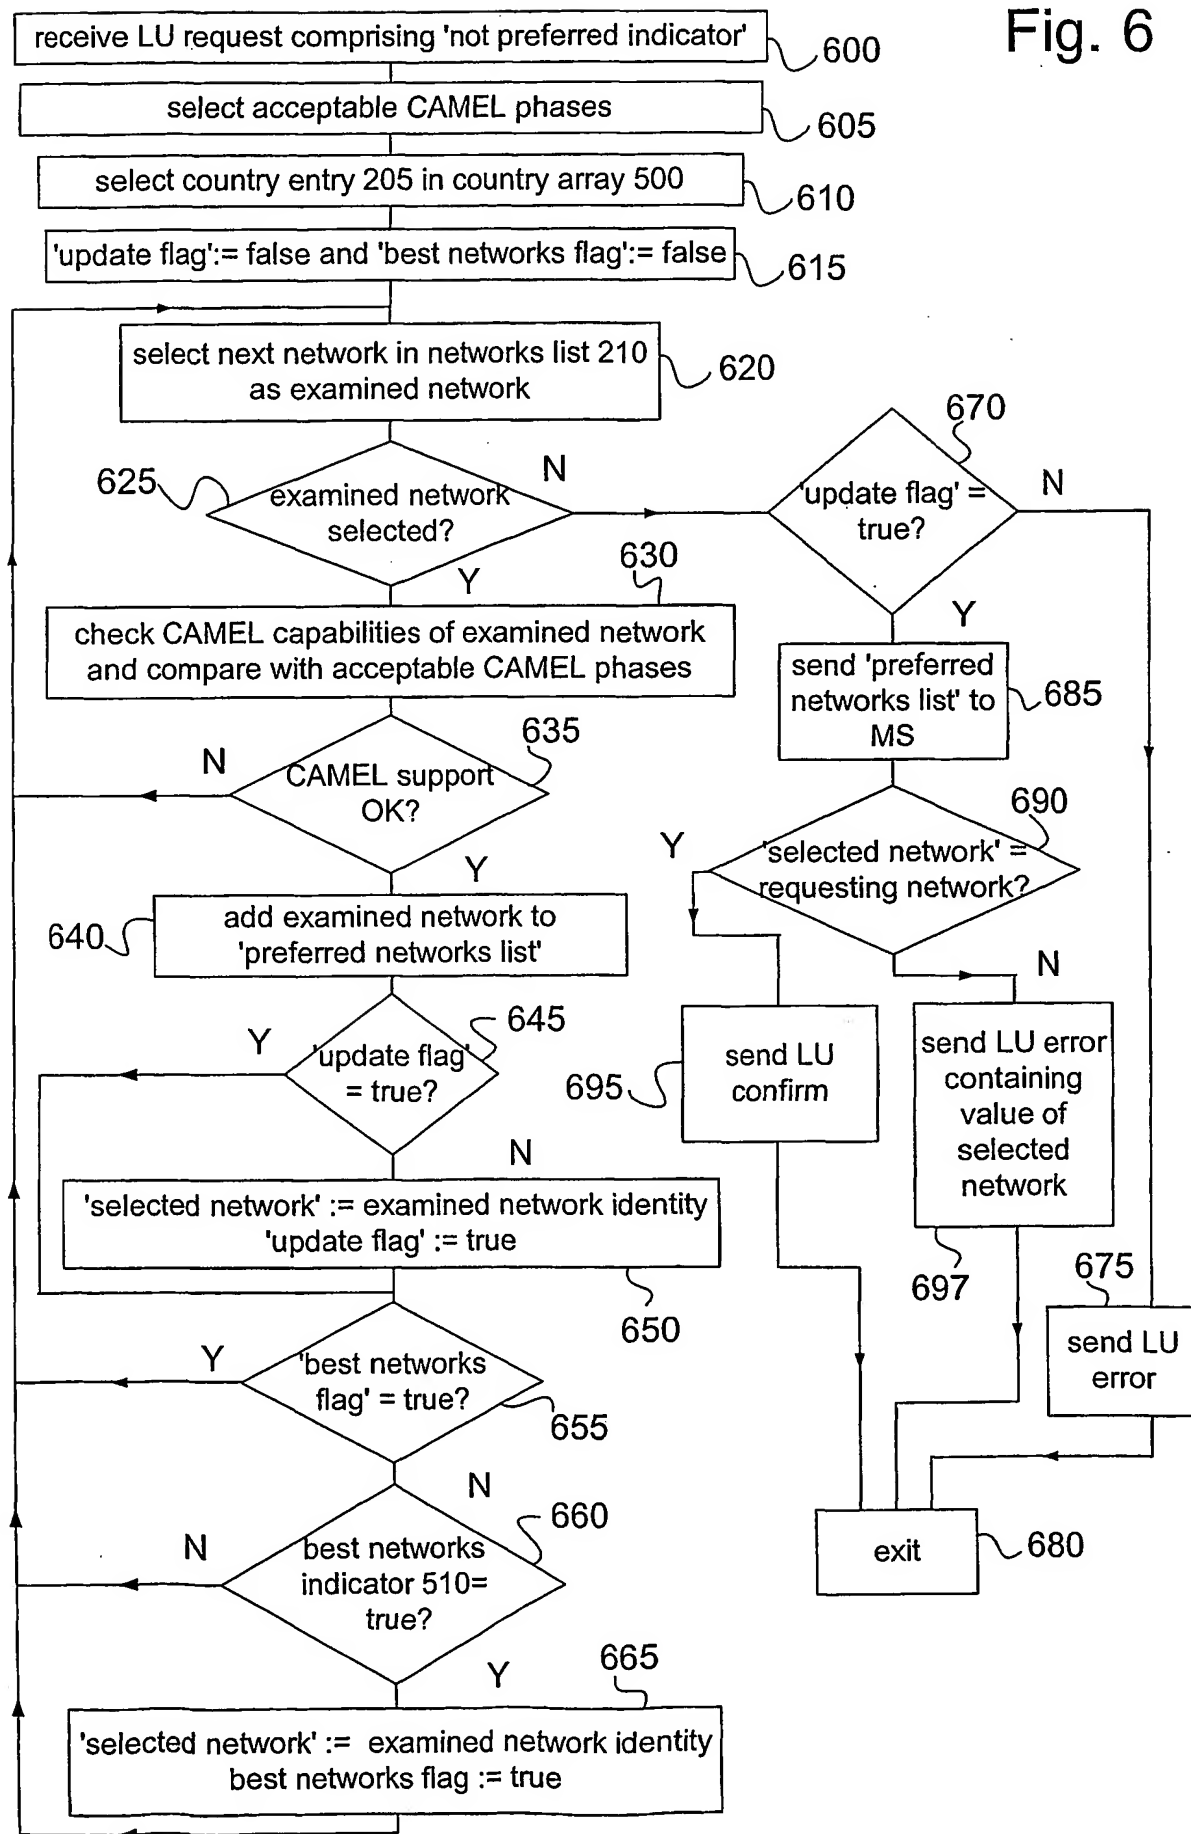 Fig. 6
receive LU request comprising 'not preferred indicator'
600
select acceptable CAMEL phases
605
select country entry 205 in country array 500
610
'update flag':= false and 'best networks flag':= false
615
select next network in networks list 210
as examined network
620
625
examined network
selected?
N
Y
670
'update flag' =
true?
N
Y
630
check CAMEL capabilities of examined network
and compare with acceptable CAMEL phases
635
CAMEL support
OK?
N
Y
send 'preferred
networks list' to
MS
685
690
'selected network' =
requesting network?
Y
N
640
add examined network to
'preferred networks list'
645
'update flag'
= true?
Y
N
695
send LU
confirm
send LU error
containing
value of
selected
network
697
'selected network' := examined network identity
'update flag' := true
650
675
send LU
error
'best networks
flag' = true?
Y
655
N
660
best networks
indicator 510=
true?
N
Y
exit
680
665
'selected network' := examined network identity
best networks flag := true